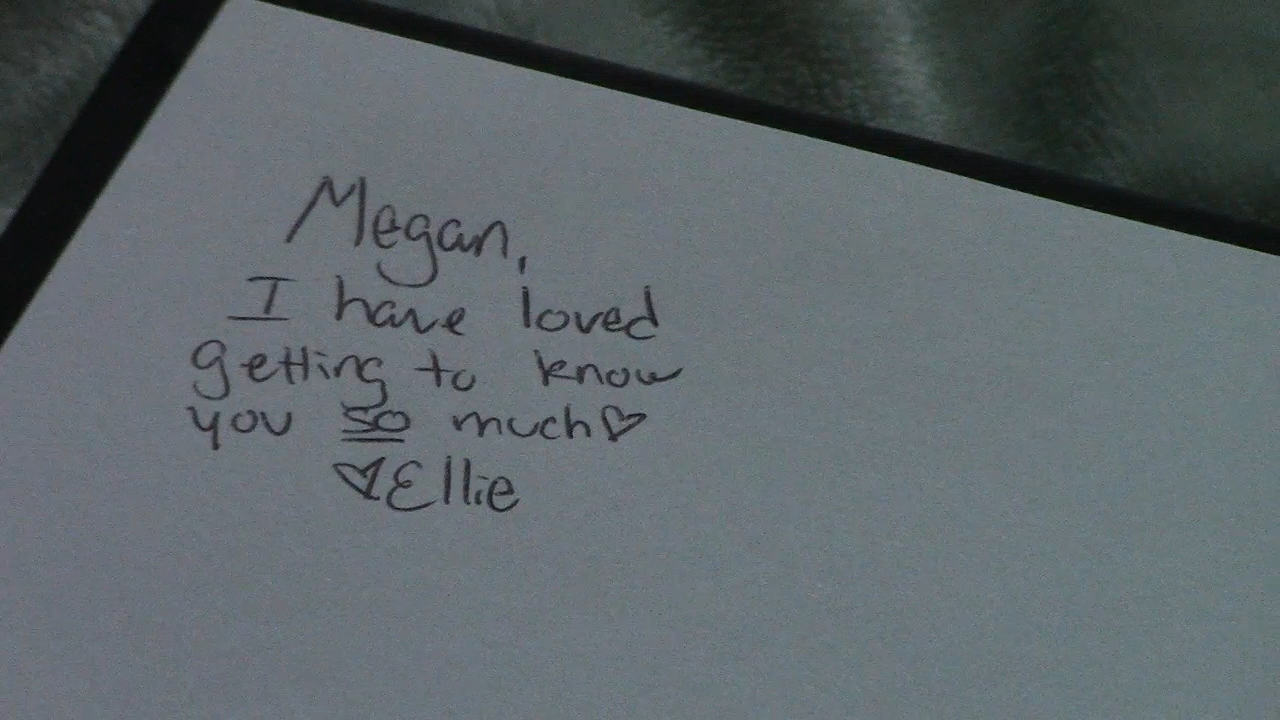 Megan,
I have loved
getting to know
you so much♡
♡Ellie